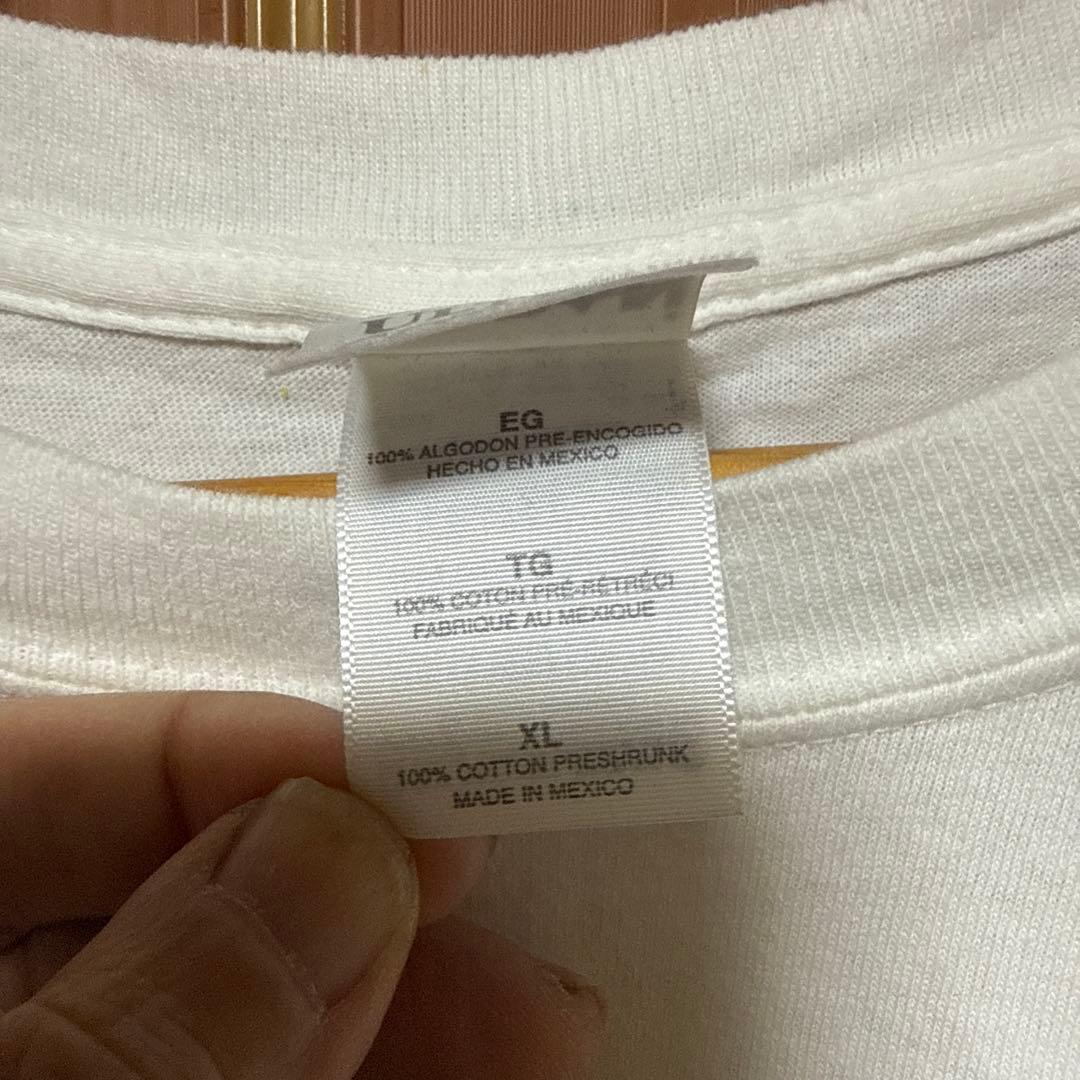 EG
100% ALGODON PRE-ENCOGIDO
HECHO EN MEXICO
TG
100% COTON PRÉ-RÉTRÉCI
FABRIQUÉ AU MEXIQUE
XL
100% COTTON PRESHRUNK
MADE IN MEXICO